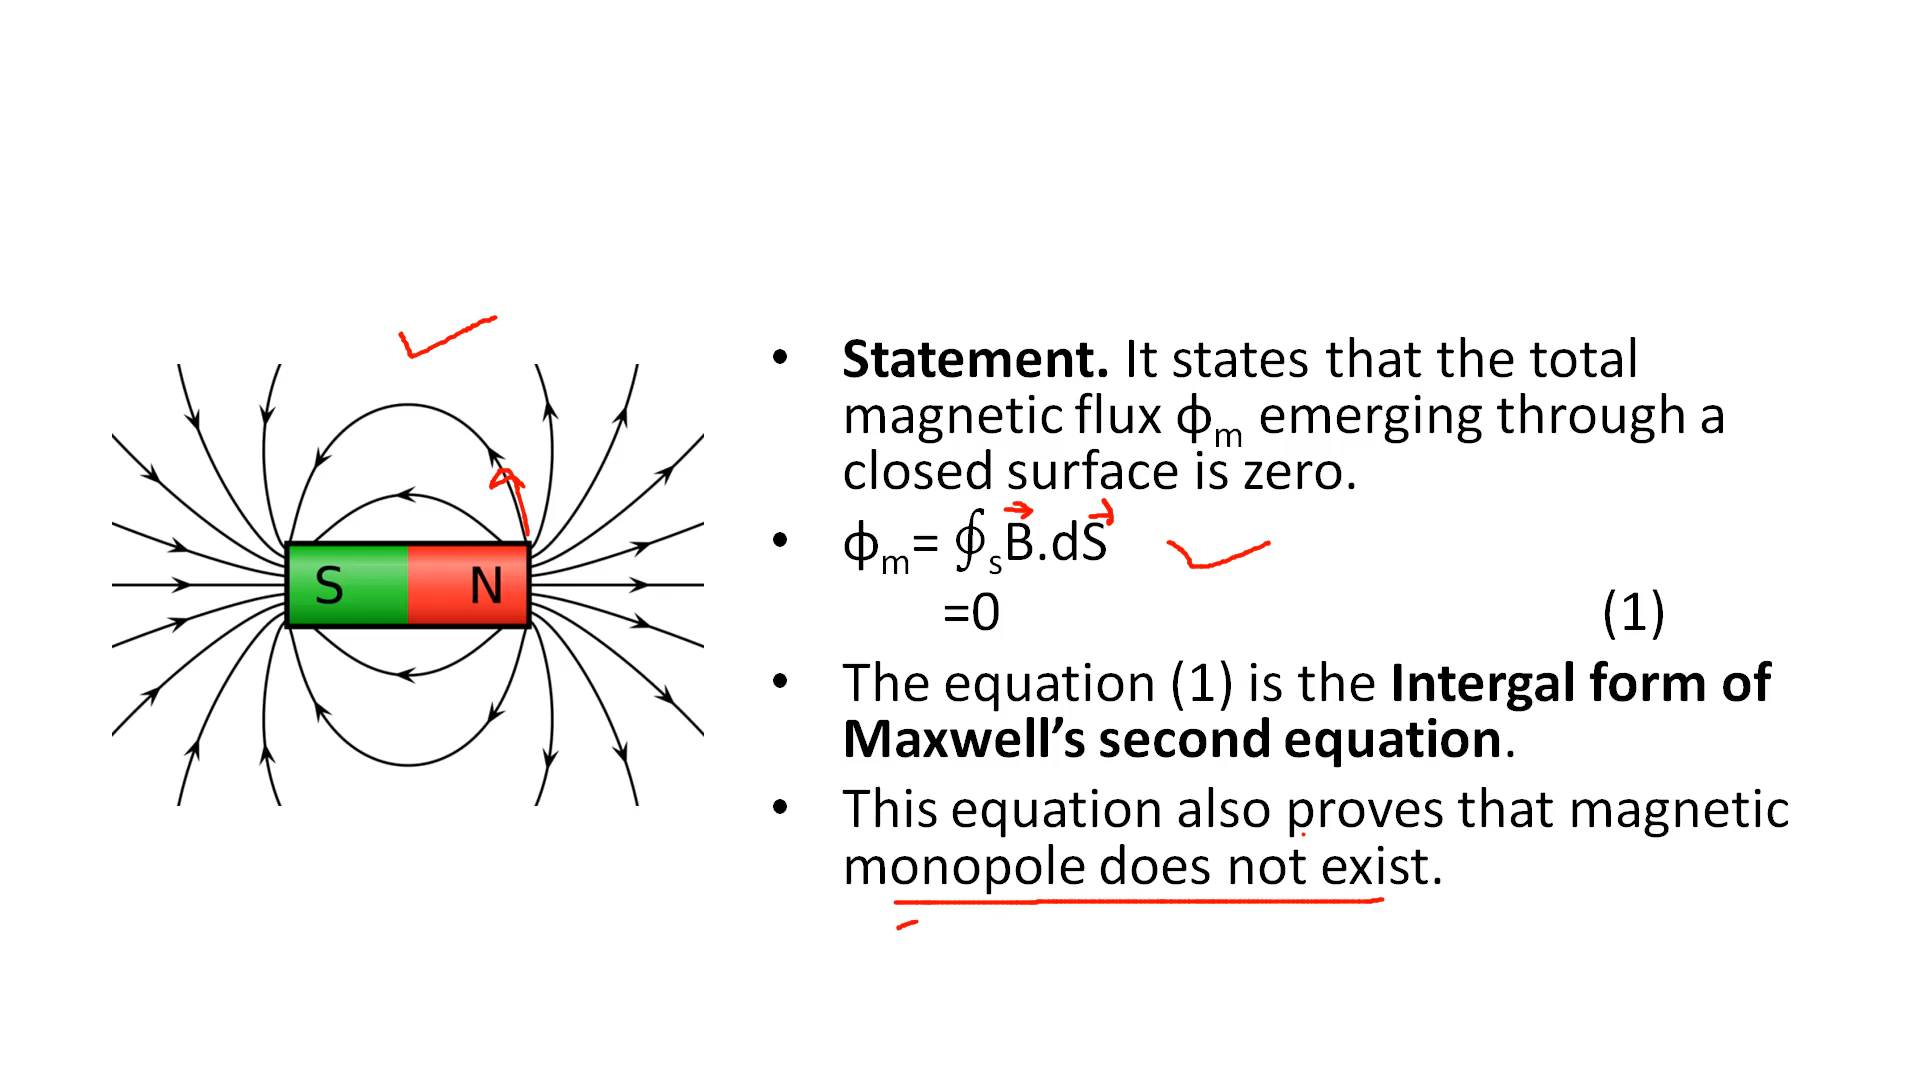 S N
• Statement. It states that the total
magnetic flux ϕm emerging through a
closed surface is zero.
• ϕm= ∮sB⃗.dS⃗
=0 (1)
• The equation (1) is the Intergal form of
Maxwell’s second equation.
• This equation also proves that magnetic
monopole does not exist.